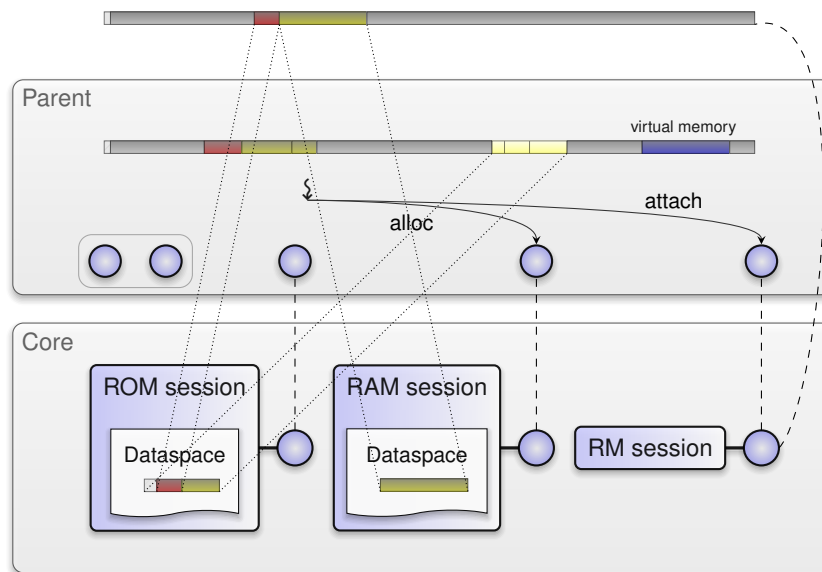 Parent
virtual memory
attach
alloc
Core
ROM session
RAM session
Dataspace
Dataspace
RM session